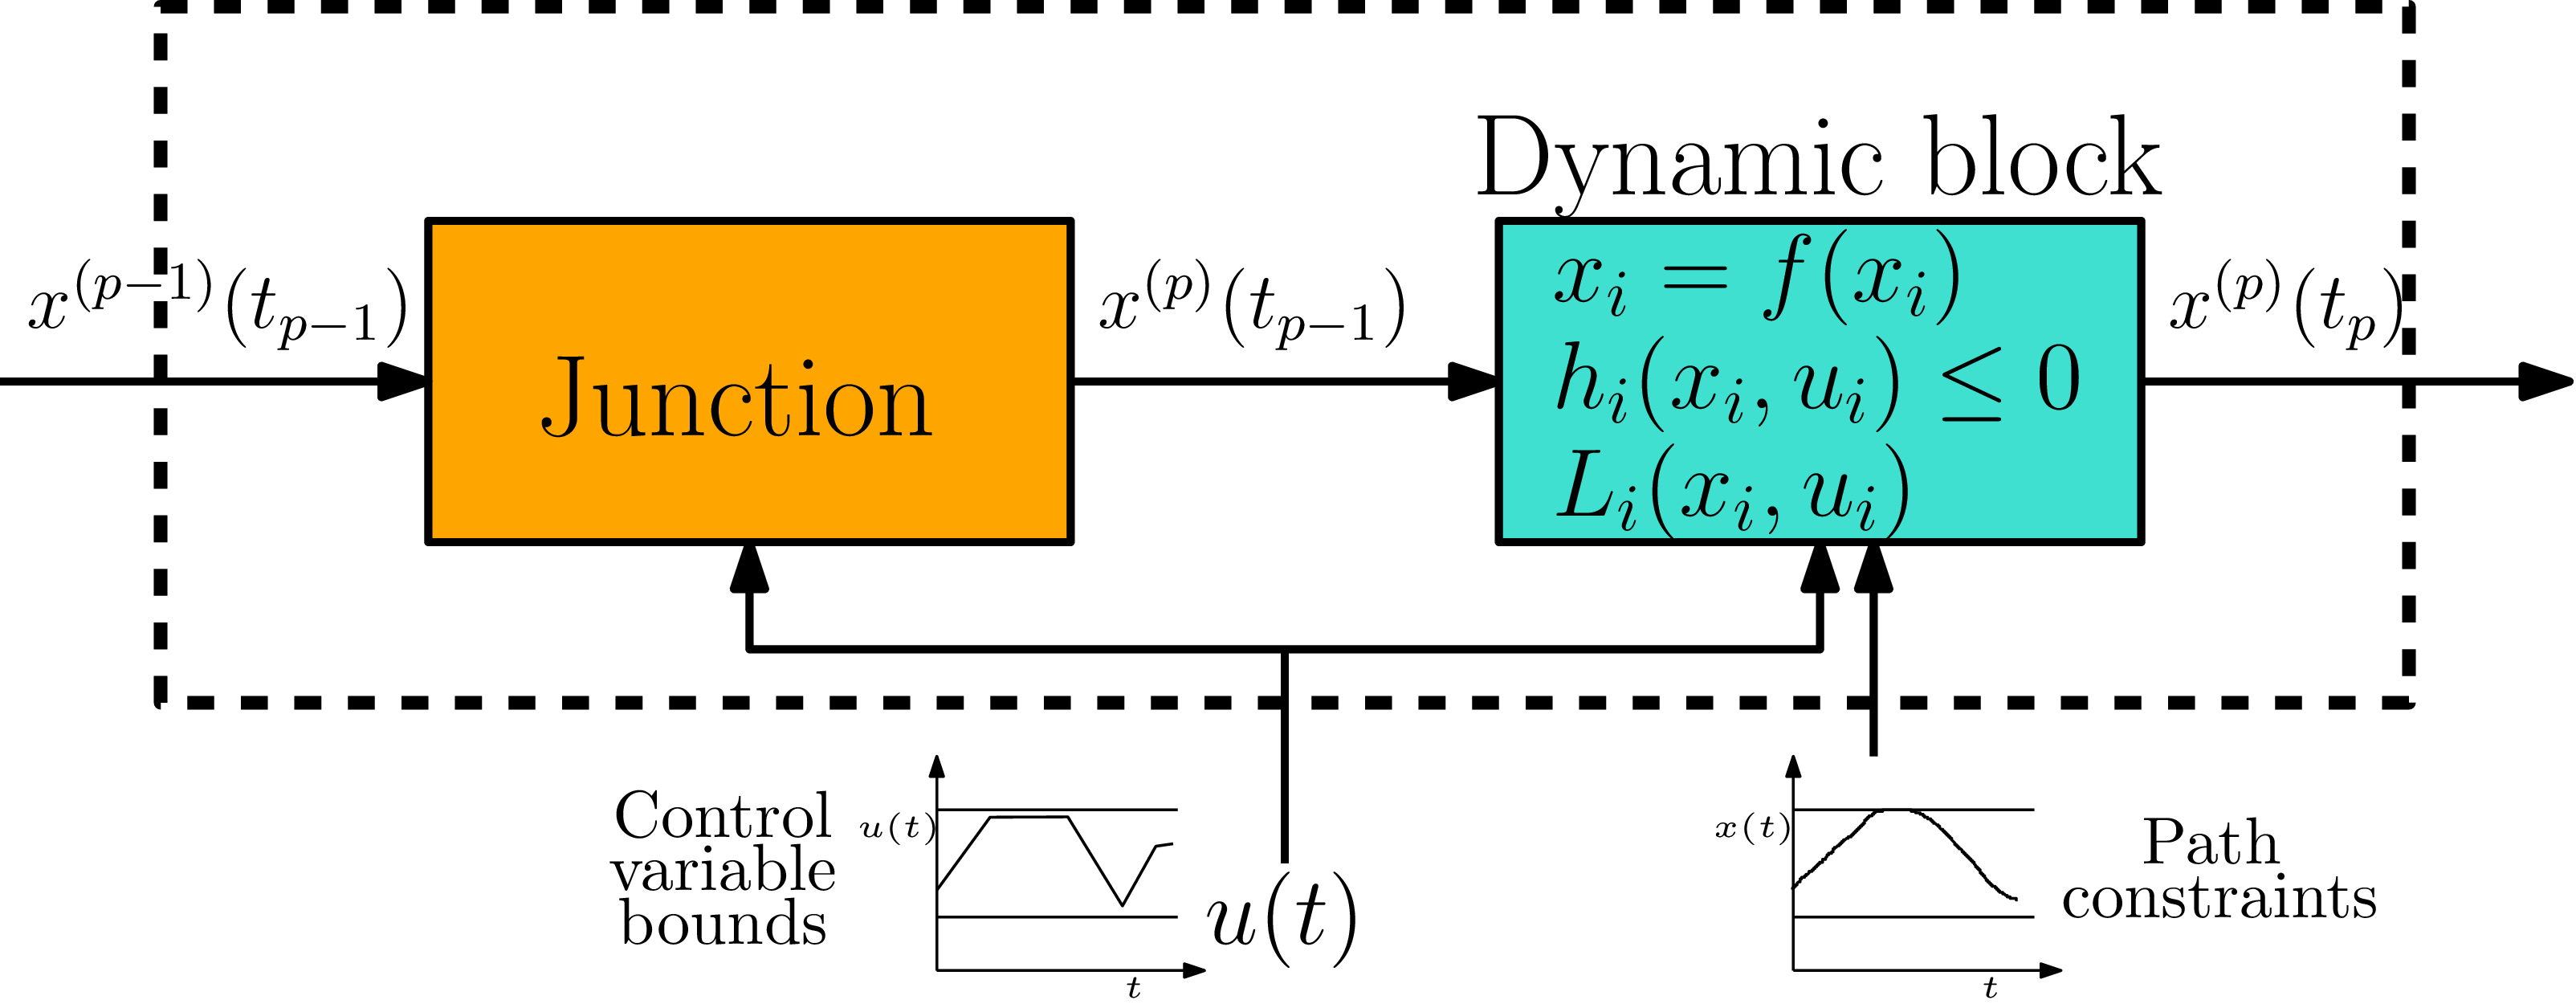 Dynamic block
x^{(p-1)}(t_{p-1})
Junction
x^{(p)}(t_{p-1})
x_i = f(x_i)
h_i(x_i, u_i) ≤ 0
L_i(x_i, u_i)
x^{(p)}(t_p)
Control
variable
bounds
u(t)
t
u(t)
x(t)
t
Path
constraints